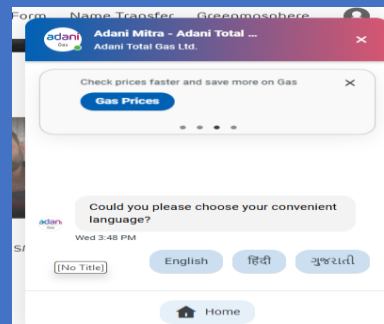 Form Name Transfer Greenmosphere
adani
Gas
Adani Mitra - Adani Total ...
Adani Total Gas Ltd.
×
Check prices faster and save more on Gas
×
Gas Prices
Could you please choose your convenient
language?
adani
Wed 3:48 PM
[No Title]
English
हिंदी
ગુજરાતી
Home